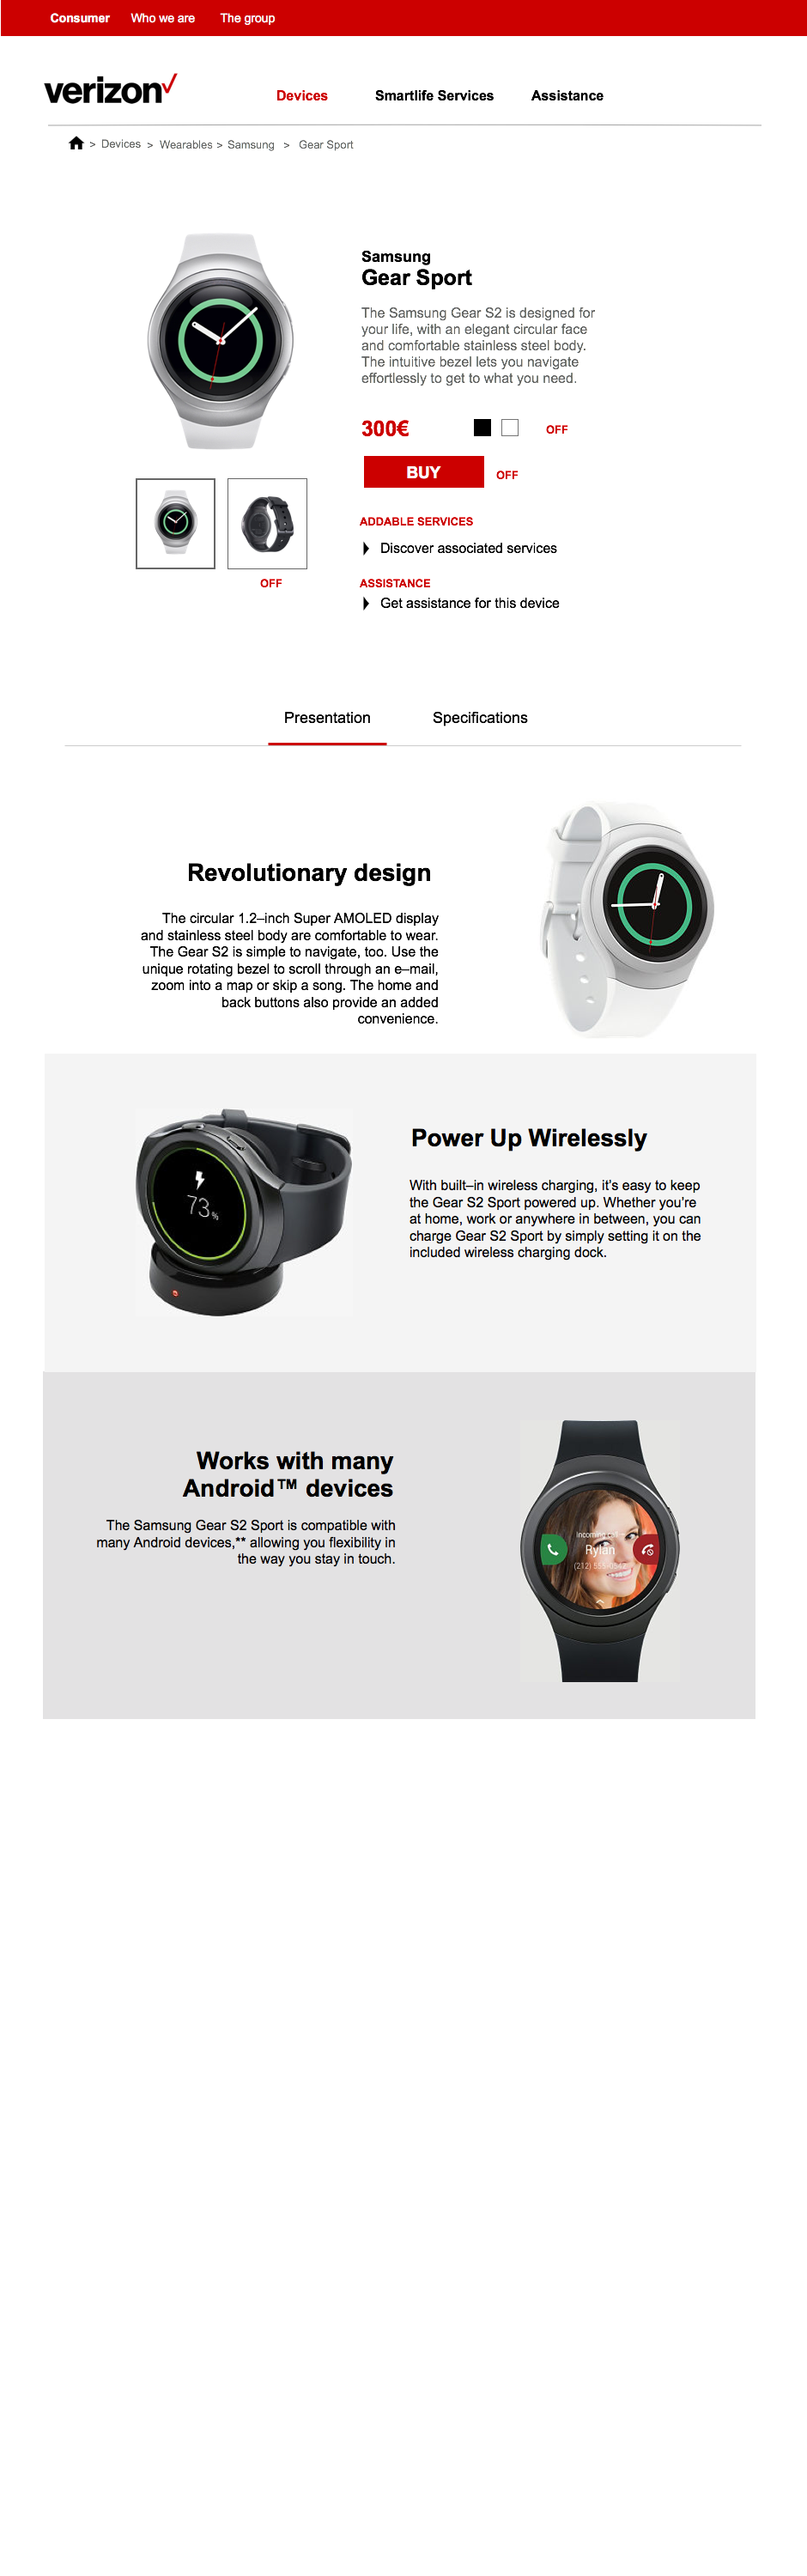 Consumer Who we are The group
verizon
Devices Smartlife Services Assistance
> Devices > Wearables > Samsung > Gear Sport
Samsung
Gear Sport
The Samsung Gear S2 is designed for
your life, with an elegant circular face
and comfortable stainless steel body.
The intuitive bezel lets you navigate
effortlessly to get to what you need.
300€ OFF
BUY OFF
ADDABLE SERVICES
Discover associated services
OFF
ASSISTANCE
Get assistance for this device
Presentation Specifications
Revolutionary design
The circular 1.2–inch Super AMOLED display
and stainless steel body are comfortable to wear.
The Gear S2 is simple to navigate, too. Use the
unique rotating bezel to scroll through an e–mail,
zoom into a map or skip a song. The home and
back buttons also provide an added
convenience.
73%
Power Up Wirelessly
With built–in wireless charging, it's easy to keep
the Gear S2 Sport powered up. Whether you're
at home, work or anywhere in between, you can
charge Gear S2 Sport by simply setting it on the
included wireless charging dock.
Works with many
Android™ devices
The Samsung Gear S2 Sport is compatible with
many Android devices,** allowing you flexibility in
the way you stay in touch.
Incoming call
Rylan
(212) 555-